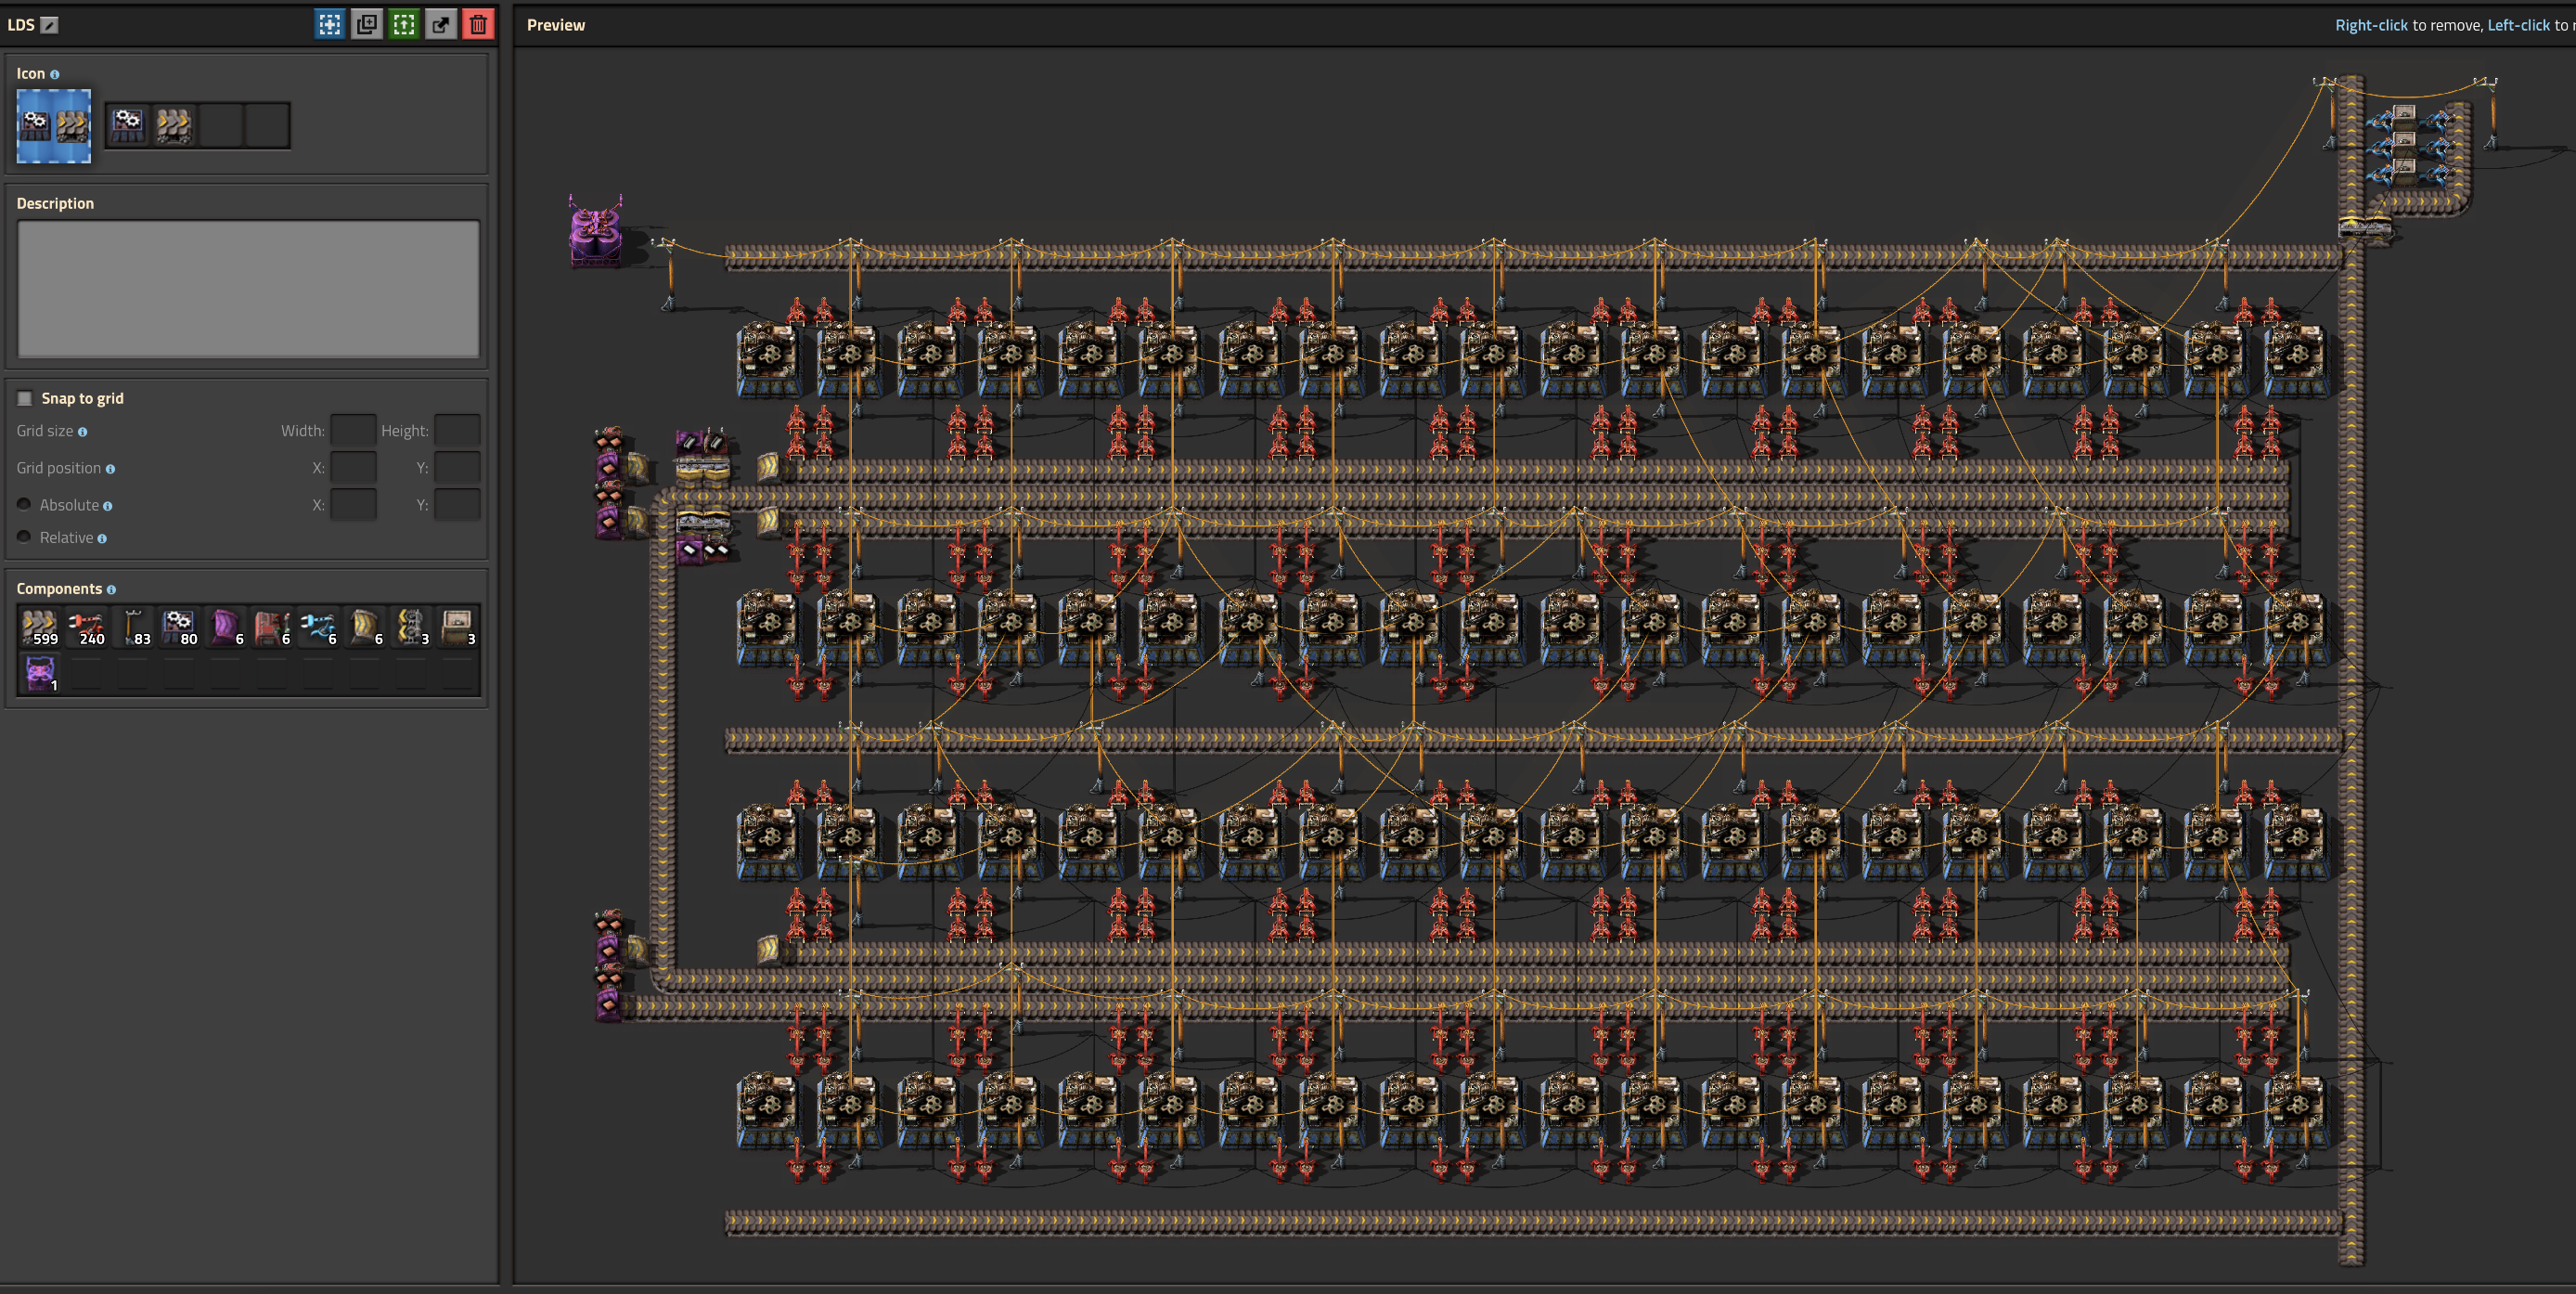 LDS
Preview
Right-click to remove, Left-click to
Icon
Description
Snap to grid
Grid size Width: Height:
Grid position X: Y:
Absolute X: Y:
Relative
Components
599 240 83 80 6 6 6 6 3 3
1